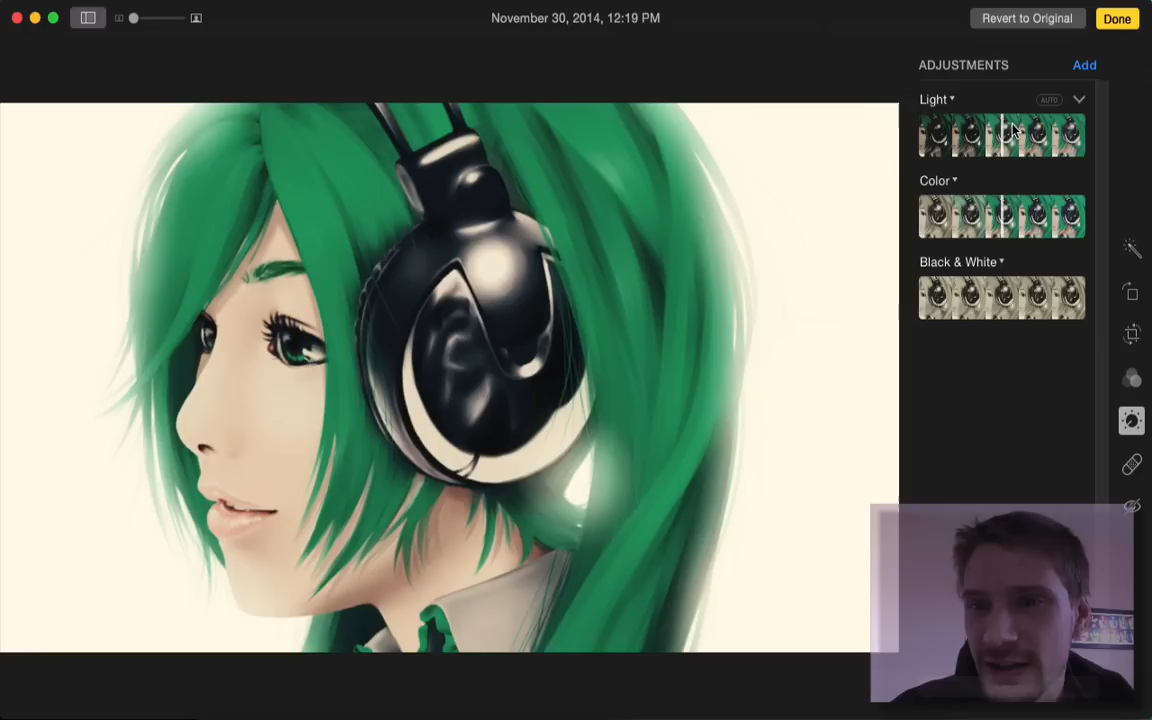 November 30, 2014, 12:19 PM
Revert to Original
Done
ADJUSTMENTS
Add
Light
AUTO
Color
Black & White